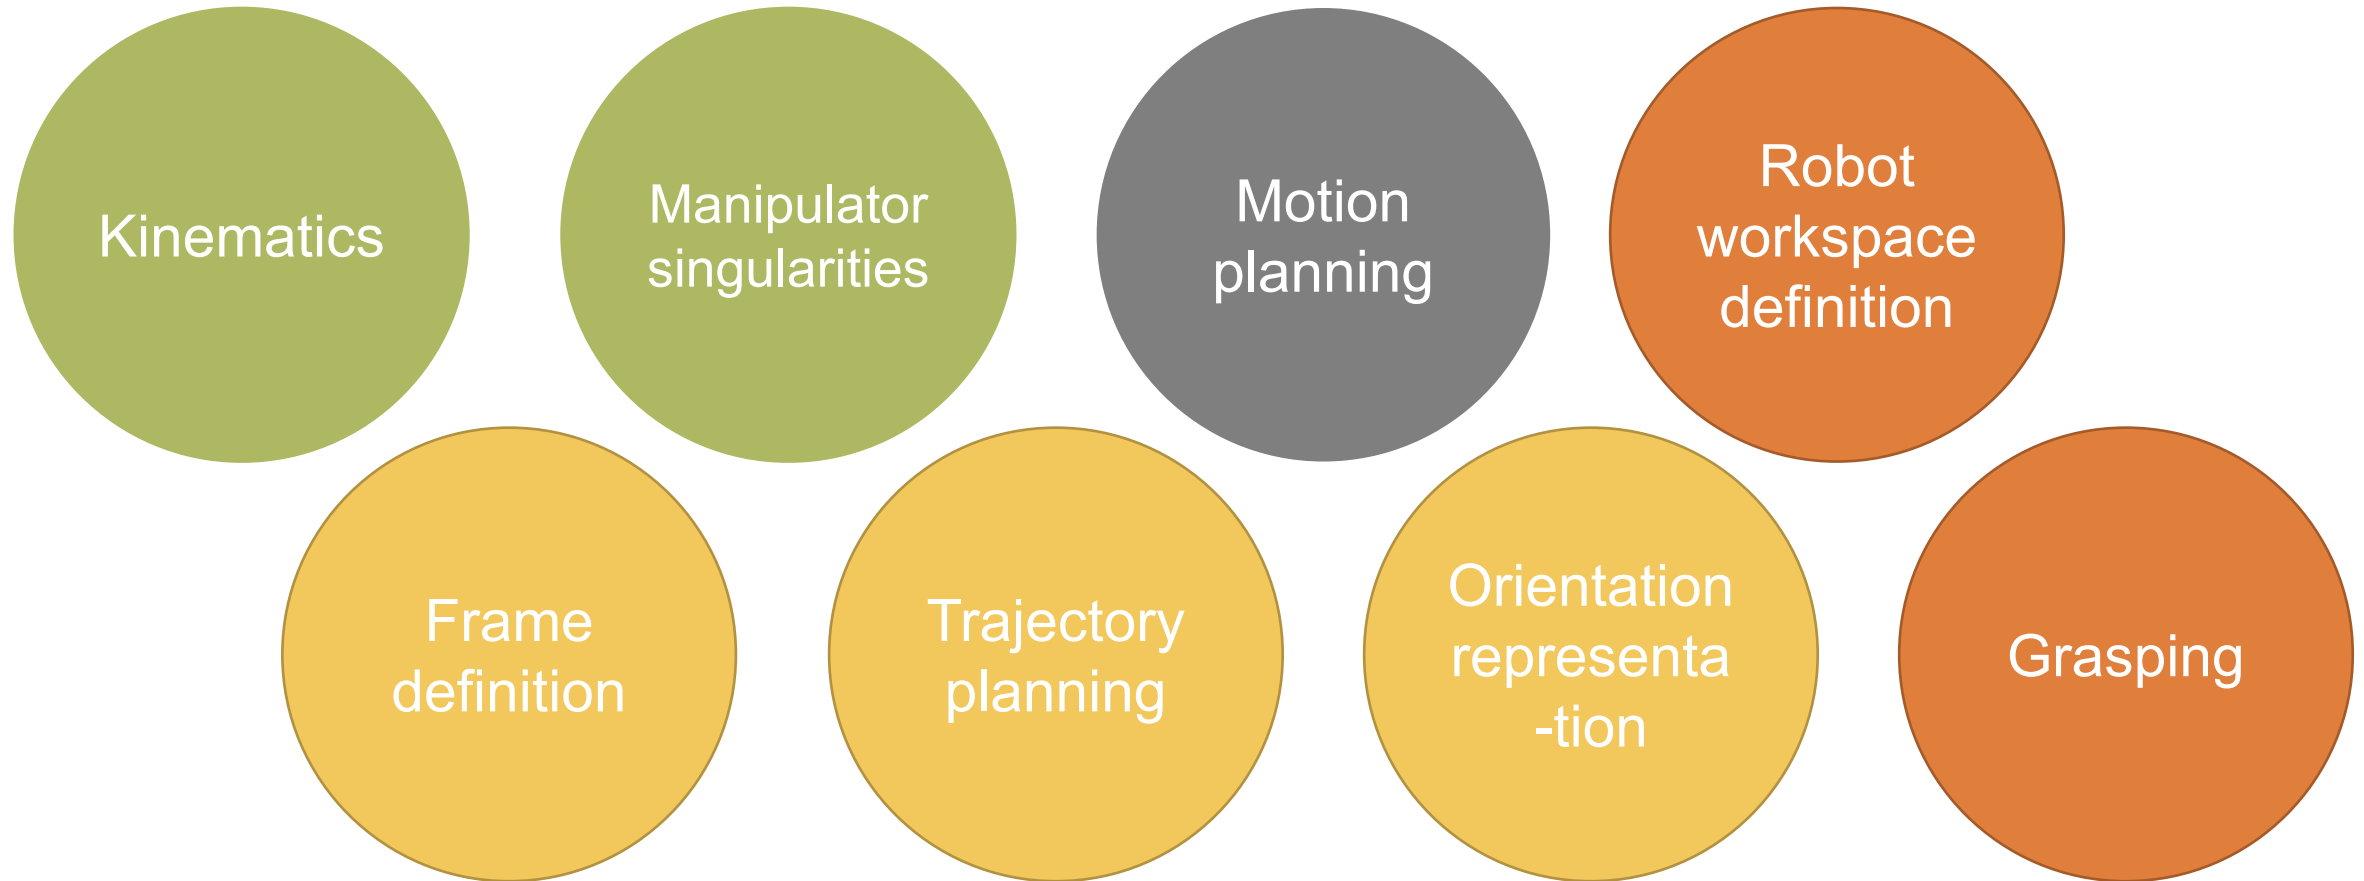 Kinematics
Manipulator
singularities
Motion
planning
Robot
workspace
definition
Frame
definition
Trajectory
planning
Orientation
representa
-tion
Grasping